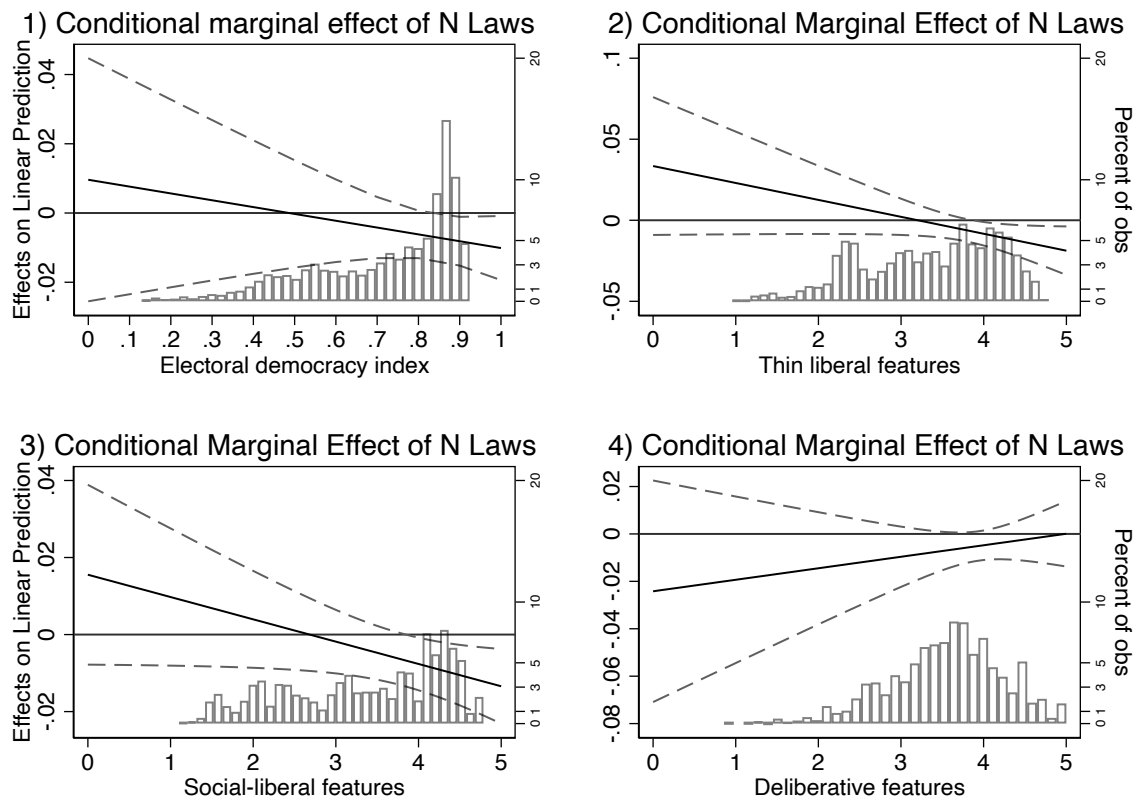 1) Conditional marginal effect of N Laws
Effects on Linear Prediction
.04
.02
0
-.02
20
10
5
3
1
0
0 .1 .2 .3 .4 .5 .6 .7 .8 .9 1
Electoral democracy index
2) Conditional Marginal Effect of N Laws
.1
.05
0
-.05
20
10
5
3
1
0
Percent of obs
0 1 2 3 4 5
Thin liberal features
3) Conditional Marginal Effect of N Laws
Effects on Linear Prediction
.04
.02
0
-.02
20
10
5
3
1
0
0 1 2 3 4 5
Social-liberal features
4) Conditional Marginal Effect of N Laws
.02
0
-.02
-.04
-.06
-.08
20
10
5
3
1
0
Percent of obs
0 1 2 3 4 5
Deliberative features